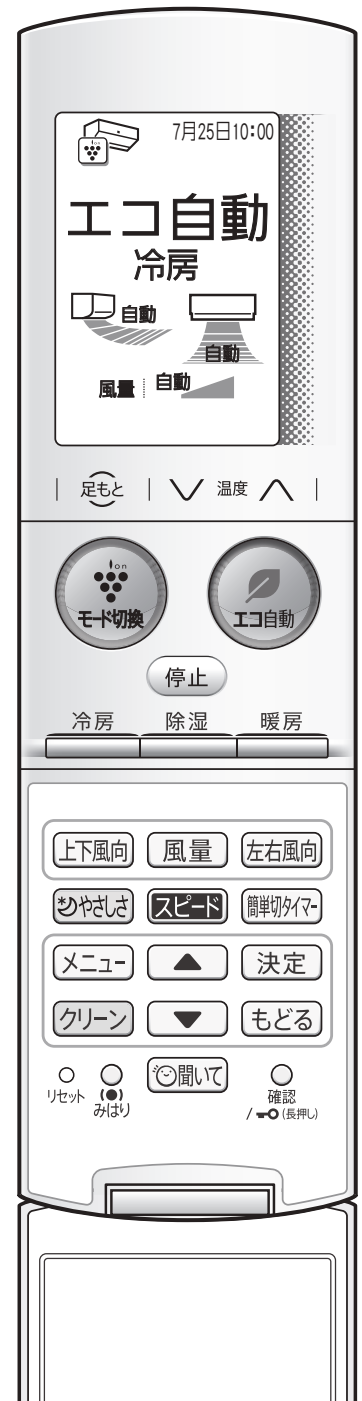 7月25日10:00
エコ自動
冷房
自動
自動
風量 自動
足もと 温度
ion
モード切換 エコ自動
停止
冷房 除湿 暖房
上下風向 風量 左右風向
やさしさ スピード 簡単切タイマー
メニュー ▲ 決定
クリーン ▼ もどる
聞いて
リセット みはり 確認
/ (長押し)